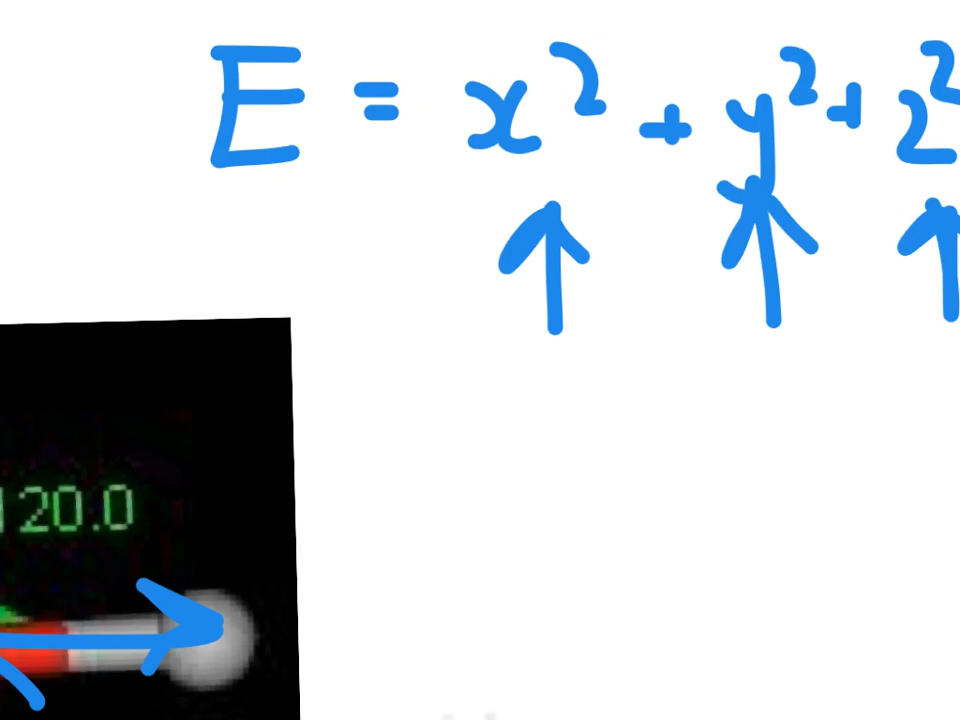 E = x² + y² + z²
120.0